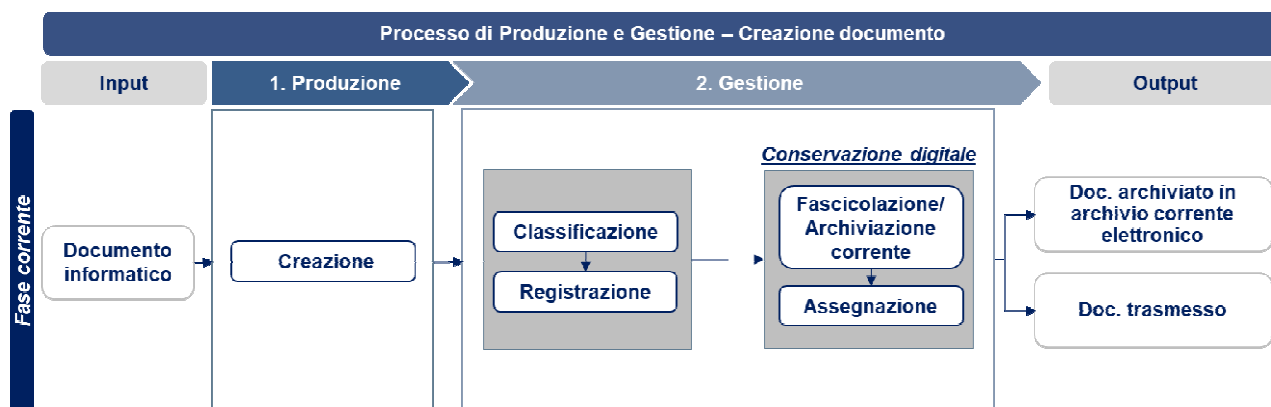 Processo di Produzione e Gestione – Creazione documento
Input
1. Produzione
2. Gestione
Output
Fase corrente
Documento
informatico
Creazione
Classificazione
Registrazione
Conservazione digitale
Fascicolazione/
Archiviazione
corrente
Assegnazione
Doc. archiviato in
archivio corrente
elettronico
Doc. trasmesso